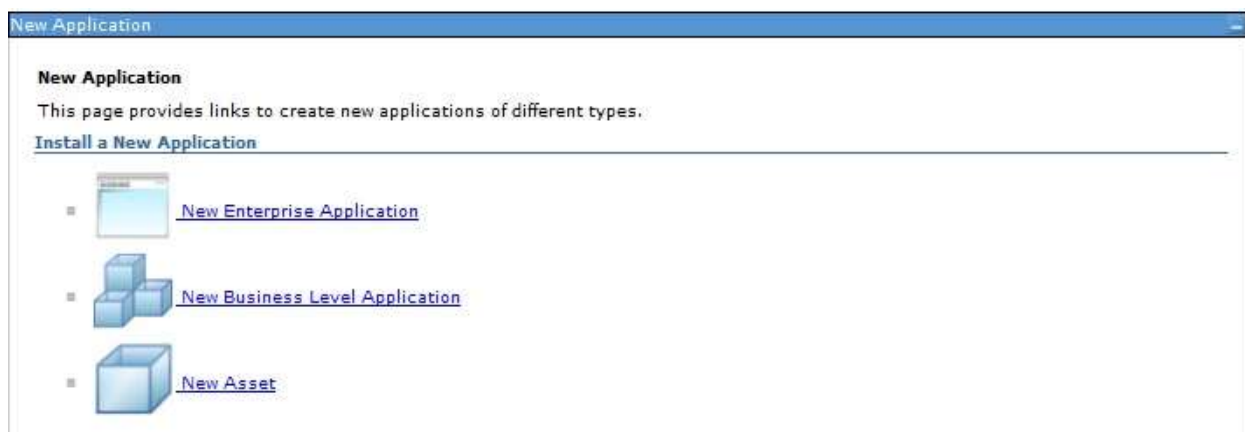 New Application
New Application
This page provides links to create new applications of different types.
Install a New Application
New Enterprise Application
New Business Level Application
New Asset